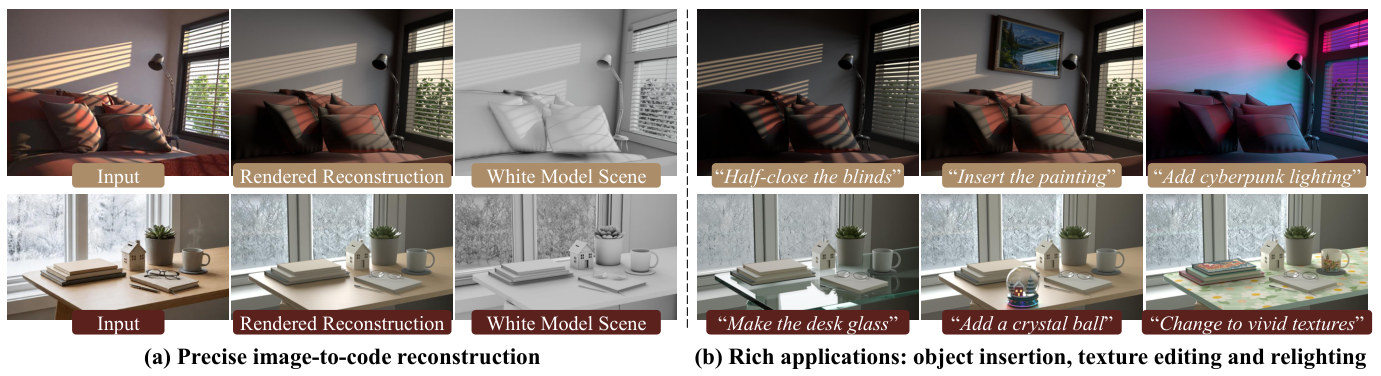 Input
Rendered Reconstruction
White Model Scene
“Half-close the blinds”
“Insert the painting”
“Add cyberpunk lighting”
Input
Rendered Reconstruction
White Model Scene
“Make the desk glass”
“Add a crystal ball”
“Change to vivid textures”
(a) Precise image-to-code reconstruction
(b) Rich applications: object insertion, texture editing and relighting